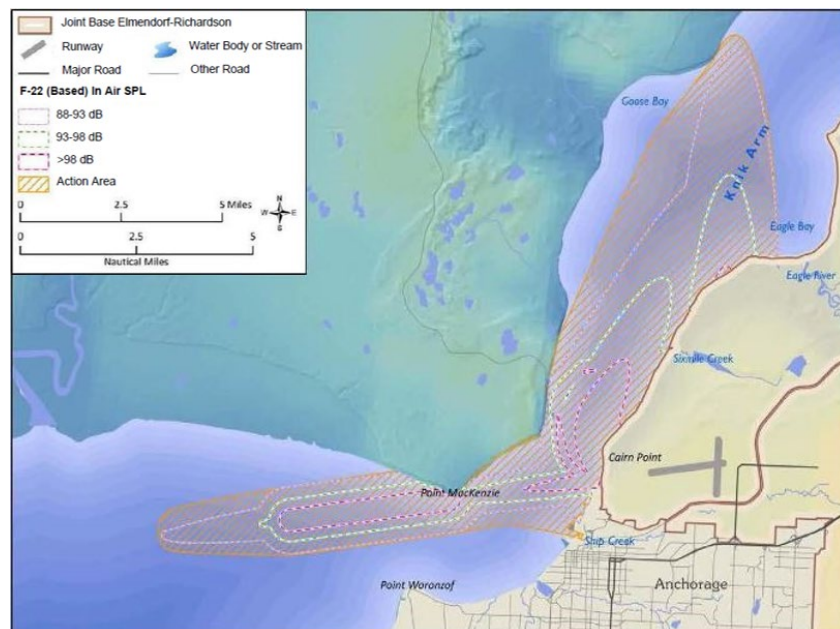 Joint Base Elmendorf-Richardson
Runway
Water Body or Stream
Major Road
Other Road
F-22 (Based) In Air SPL
88-93 dB
93-98 dB
>98 dB
Action Area
0 2.5 5 Miles
N
W E
S
0 2.5 5
Nautical Miles
Goose Bay
Knik Arm
Eagle Bay
Eagle River
Sixmile Creek
Cairn Point
Point MacKenzie
Ship Creek
Point Woronzof
Anchorage